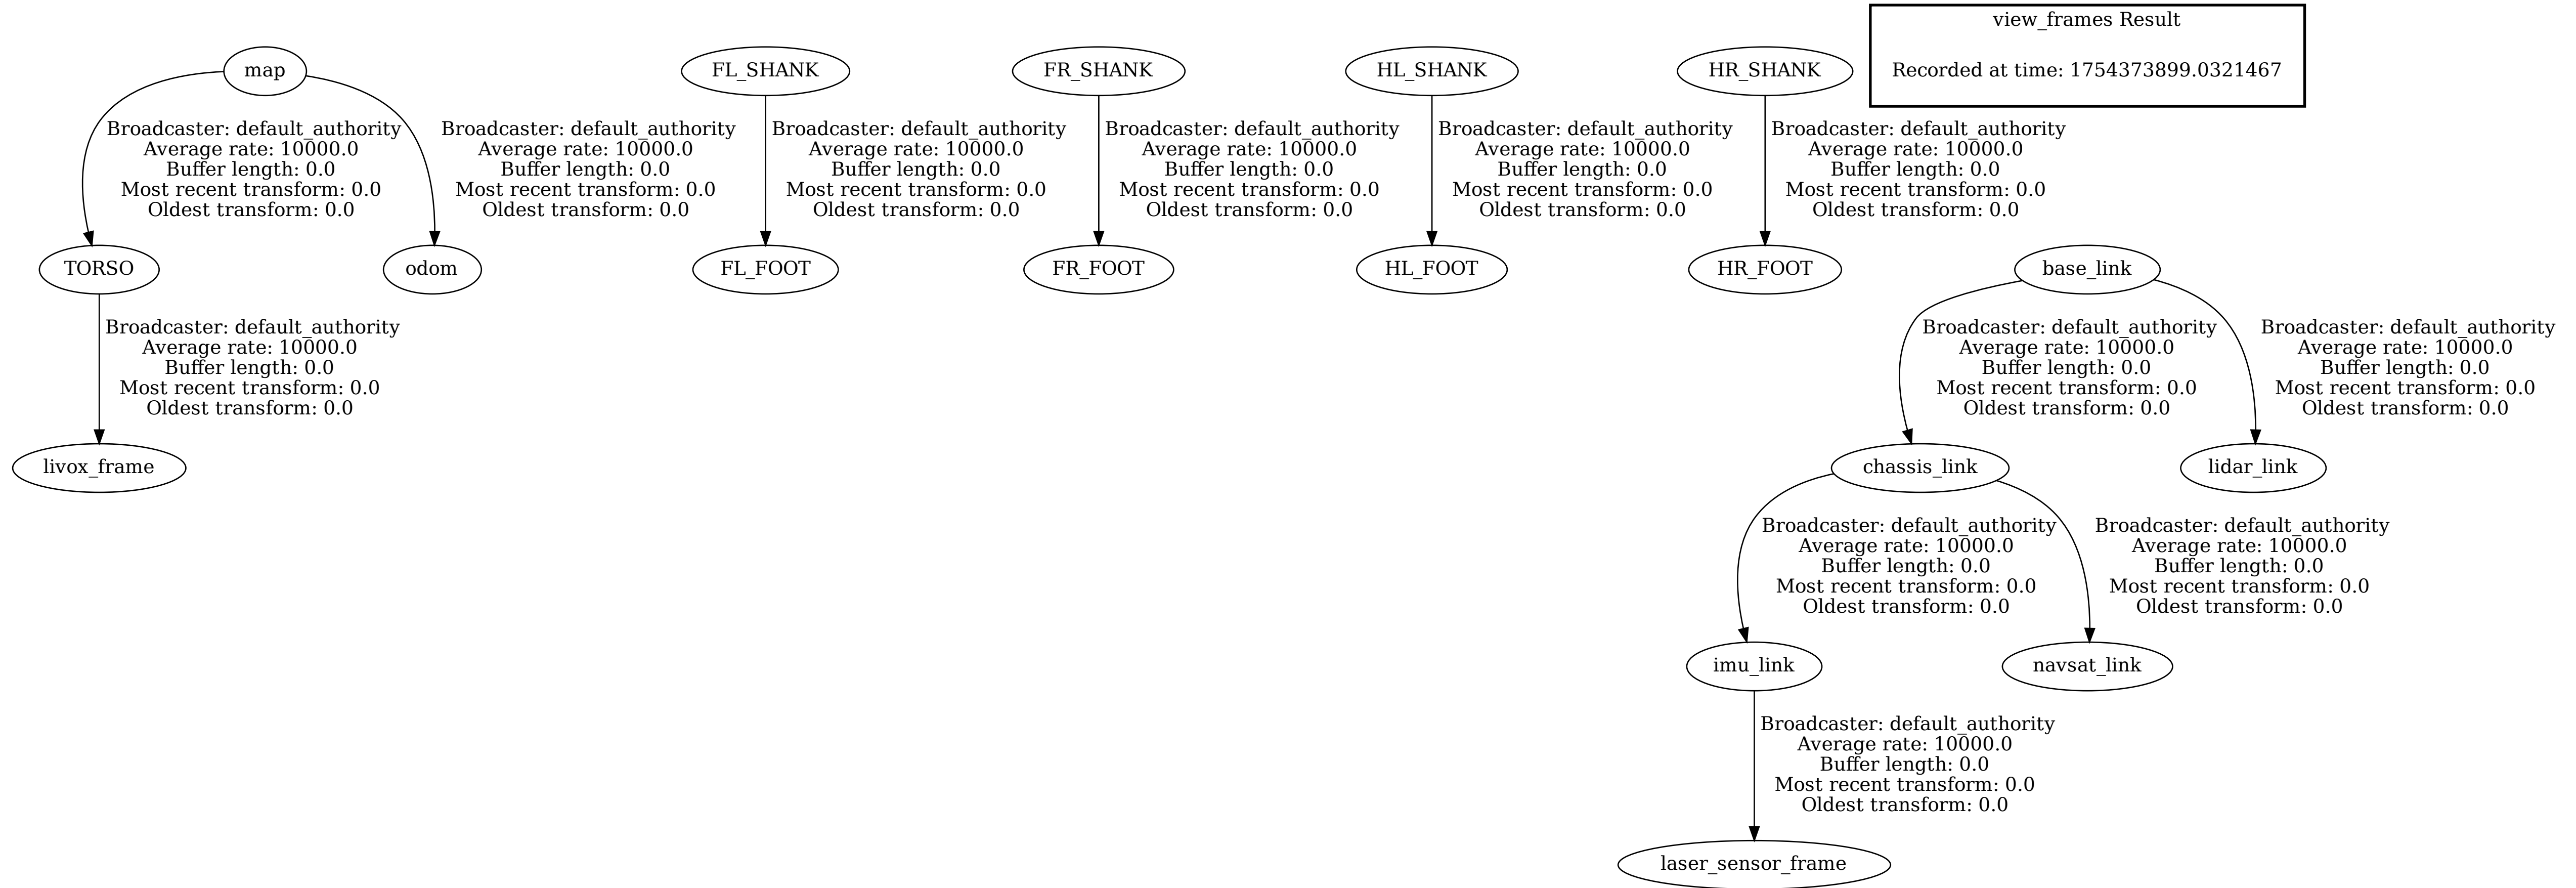 view_frames Result
Recorded at time: 1754373899.0321467
map
FL_SHANK
FR_SHANK
HL_SHANK
HR_SHANK
Broadcaster: default_authority
Average rate: 10000.0
Buffer length: 0.0
Most recent transform: 0.0
Oldest transform: 0.0
Broadcaster: default_authority
Average rate: 10000.0
Buffer length: 0.0
Most recent transform: 0.0
Oldest transform: 0.0
Broadcaster: default_authority
Average rate: 10000.0
Buffer length: 0.0
Most recent transform: 0.0
Oldest transform: 0.0
Broadcaster: default_authority
Average rate: 10000.0
Buffer length: 0.0
Most recent transform: 0.0
Oldest transform: 0.0
Broadcaster: default_authority
Average rate: 10000.0
Buffer length: 0.0
Most recent transform: 0.0
Oldest transform: 0.0
Broadcaster: default_authority
Average rate: 10000.0
Buffer length: 0.0
Most recent transform: 0.0
Oldest transform: 0.0
TORSO
odom
FL_FOOT
FR_FOOT
HL_FOOT
HR_FOOT
base_link
Broadcaster: default_authority
Average rate: 10000.0
Buffer length: 0.0
Most recent transform: 0.0
Oldest transform: 0.0
Broadcaster: default_authority
Average rate: 10000.0
Buffer length: 0.0
Most recent transform: 0.0
Oldest transform: 0.0
Broadcaster: default_authority
Average rate: 10000.0
Buffer length: 0.0
Most recent transform: 0.0
Oldest transform: 0.0
livox_frame
chassis_link
lidar_link
Broadcaster: default_authority
Average rate: 10000.0
Buffer length: 0.0
Most recent transform: 0.0
Oldest transform: 0.0
Broadcaster: default_authority
Average rate: 10000.0
Buffer length: 0.0
Most recent transform: 0.0
Oldest transform: 0.0
imu_link
navsat_link
Broadcaster: default_authority
Average rate: 10000.0
Buffer length: 0.0
Most recent transform: 0.0
Oldest transform: 0.0
laser_sensor_frame